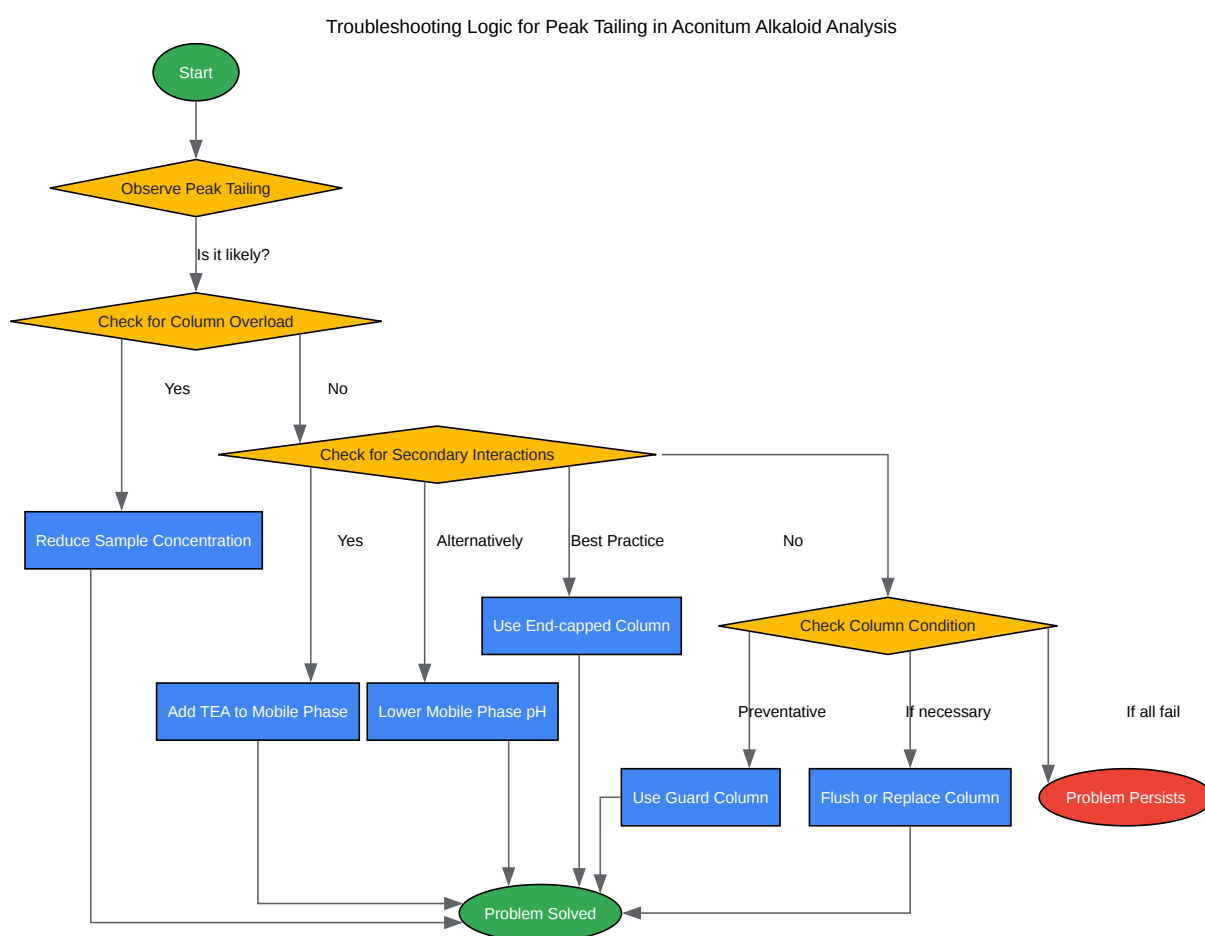 Troubleshooting Logic for Peak Tailing in Aconitum Alkaloid Analysis
Start
Observe Peak Tailing
Is it likely?
Check for Column Overload
Yes
No
Check for Secondary Interactions
Reduce Sample Concentration
Yes
Alternatively
Best Practice
No
Use End-capped Column
Check Column Condition
Add TEA to Mobile Phase
Lower Mobile Phase pH
Preventative
If necessary
If all fail
Use Guard Column
Flush or Replace Column
Problem Persists
Problem Solved